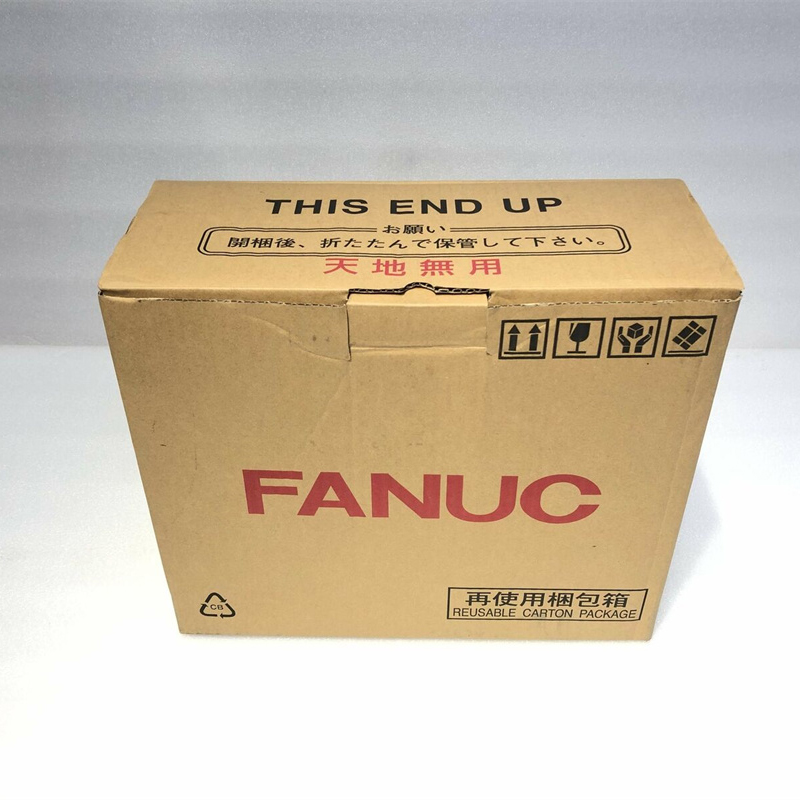 THIS END UP
お願い
開梱後、折たたんで保管して下さい。
天地無用
FANUC
CB
再使用梱包箱
REUSABLE CARTON PACKAGE